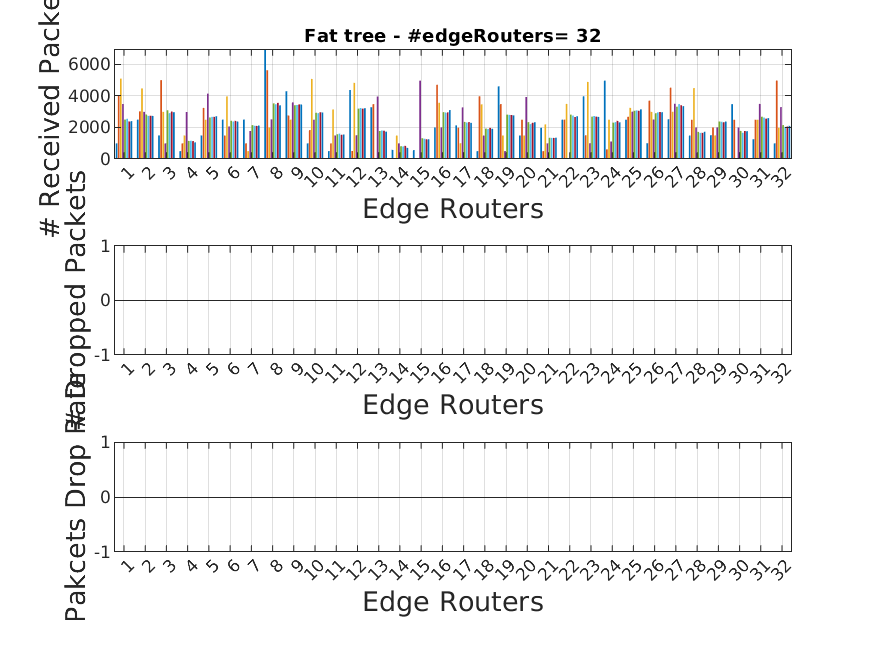 Fat tree - #edgeRouters= 32
# Received Packe
6000
4000
2000
0
1 2 3 4 5 6 7 8 9 10 11 12 13 14 15 16 17 18 19 20 21 22 23 24 25 26 27 28 29 30 31 32
Edge Routers
# Dropped Packets
1
0
-1
1 2 3 4 5 6 7 8 9 10 11 12 13 14 15 16 17 18 19 20 21 22 23 24 25 26 27 28 29 30 31 32
Edge Routers
Pakcets Drop Rate
1
0
-1
1 2 3 4 5 6 7 8 9 10 11 12 13 14 15 16 17 18 19 20 21 22 23 24 25 26 27 28 29 30 31 32
Edge Routers